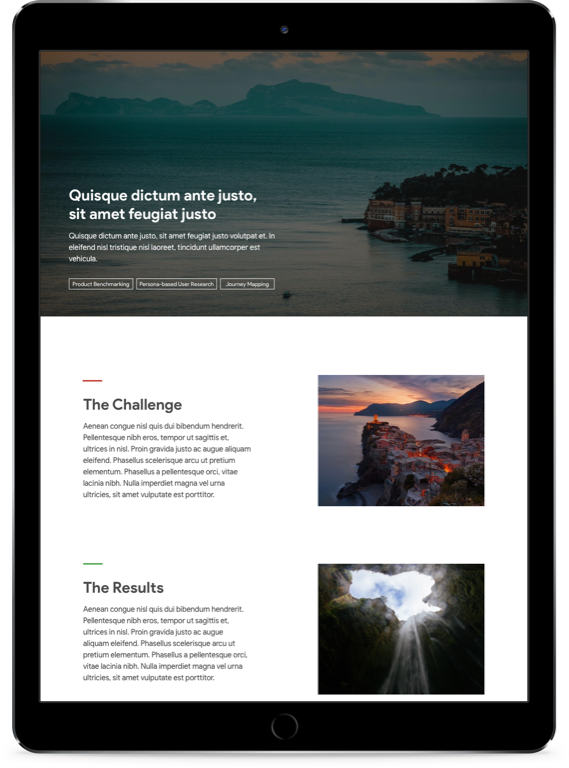 Quisque dictum ante justo,
sit amet feugiat justo
Quisque dictum ante justo, sit amet feugiat justo volutpat et. In
eleifend nisl tristique nisl laoreet, tincidunt ullamcorper est
vehicula.
Product Benchmarking
Persona-based User Research
Journey Mapping
The Challenge
Aenean congue nisl quis dui bibendum hendrerit.
Pellentesque nibh eros, tempor ut sagittis et,
ultrices in nisl. Proin gravida justo ac augue aliquam
eleifend. Phasellus scelerisque arcu ut pretium
elementum. Phasellus a pellentesque orci, vitae
lacinia nibh. Nulla imperdiet magna vel urna
ultricies, sit amet vulputate est porttitor.
The Results
Aenean congue nisl quis dui bibendum hendrerit.
Pellentesque nibh eros, tempor ut sagittis et,
ultrices in nisl. Proin gravida justo ac augue
aliquam eleifend. Phasellus scelerisque arcu ut
pretium elementum. Phasellus a pellentesque orci,
vitae lacinia nibh. Nulla imperdiet magna vel urna
ultricies, sit amet vulputate est porttitor.